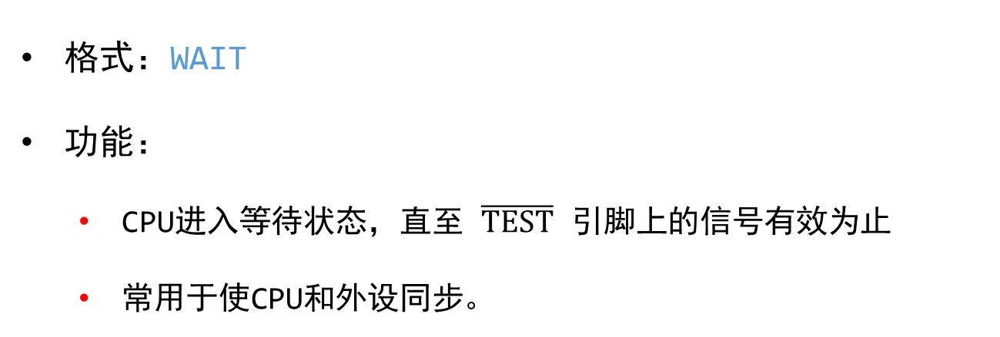 • 格式：WAIT
• 功能：
• CPU进入等待状态，直至 T̅E̅S̅T̅ 引脚上的信号有效为止
• 常用于使CPU和外设同步。